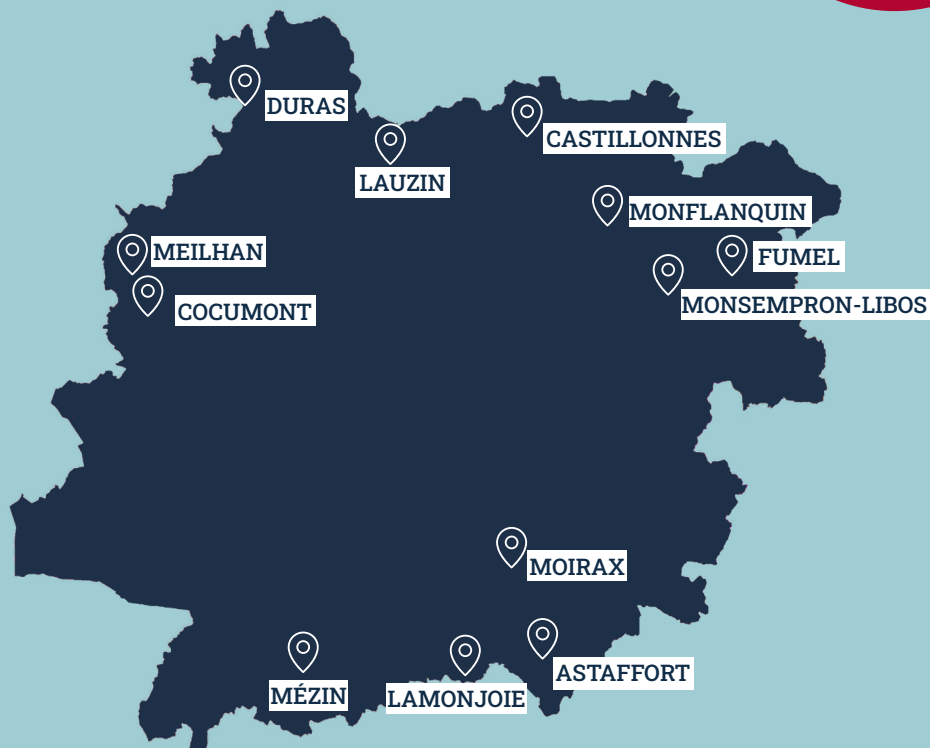 DURAS
CASTILLONNES
LAUZIN
MONFLANQUIN
MEILHAN
FUMEL
MONSEMPRON-LIBOS
COCUMONT
MOIRAX
ASTAFFORT
MÉZIN
LAMONJOIE